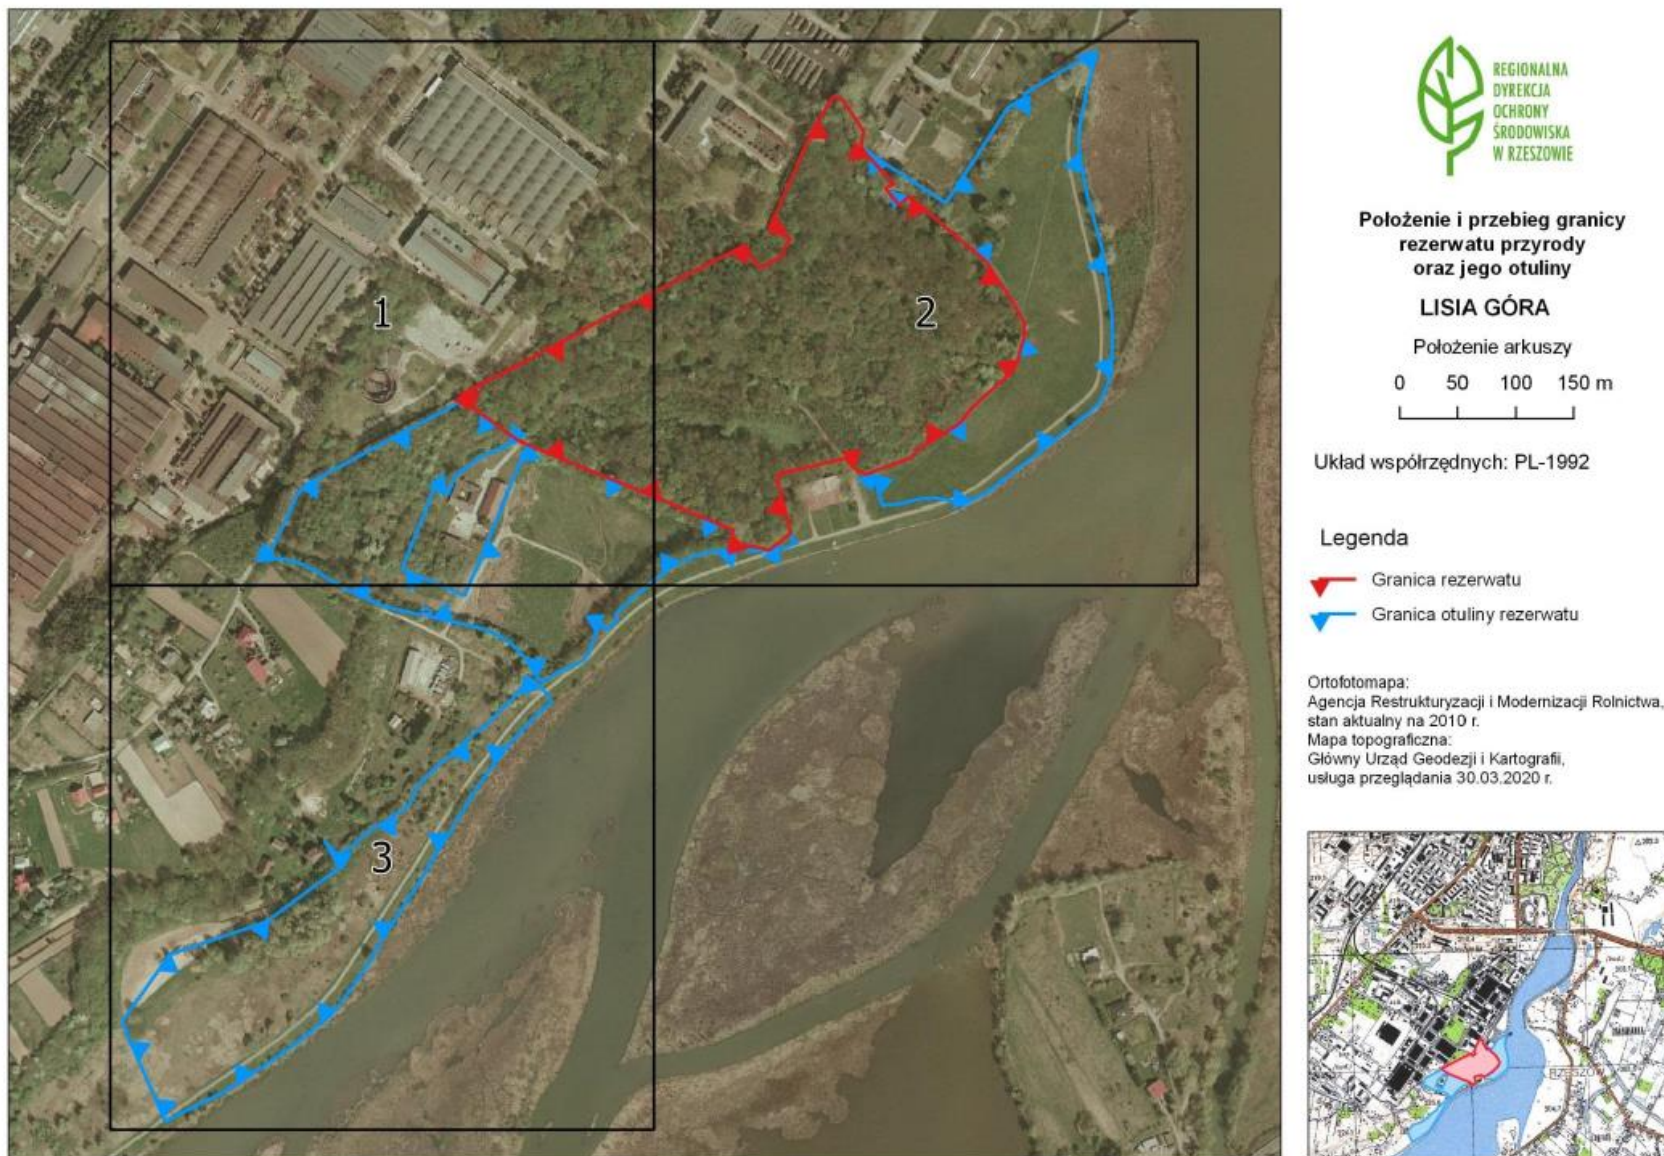 REGIONALNA
DYREKCJA
OCHRONY
ŚRODOWISKA
W RZESZOWIE
Położenie i przebieg granicy
rezerwatu przyrody
oraz jego otuliny
LISIA GÓRA
Położenie arkuszy
0 50 100 150 m
Układ współrzędnych: PL-1992
Legenda
Granica rezerwatu
Granica otuliny rezerwatu
Ortofotomapa:
Agencja Restrukturyzacji i Modernizacji Rolnictwa,
stan aktualny na 2010 r.
Mapa topograficzna:
Główny Urząd Geodezji i Kartografii,
usługa przeglądania 30.03.2020 r.
1
2
3
RZESZÓW